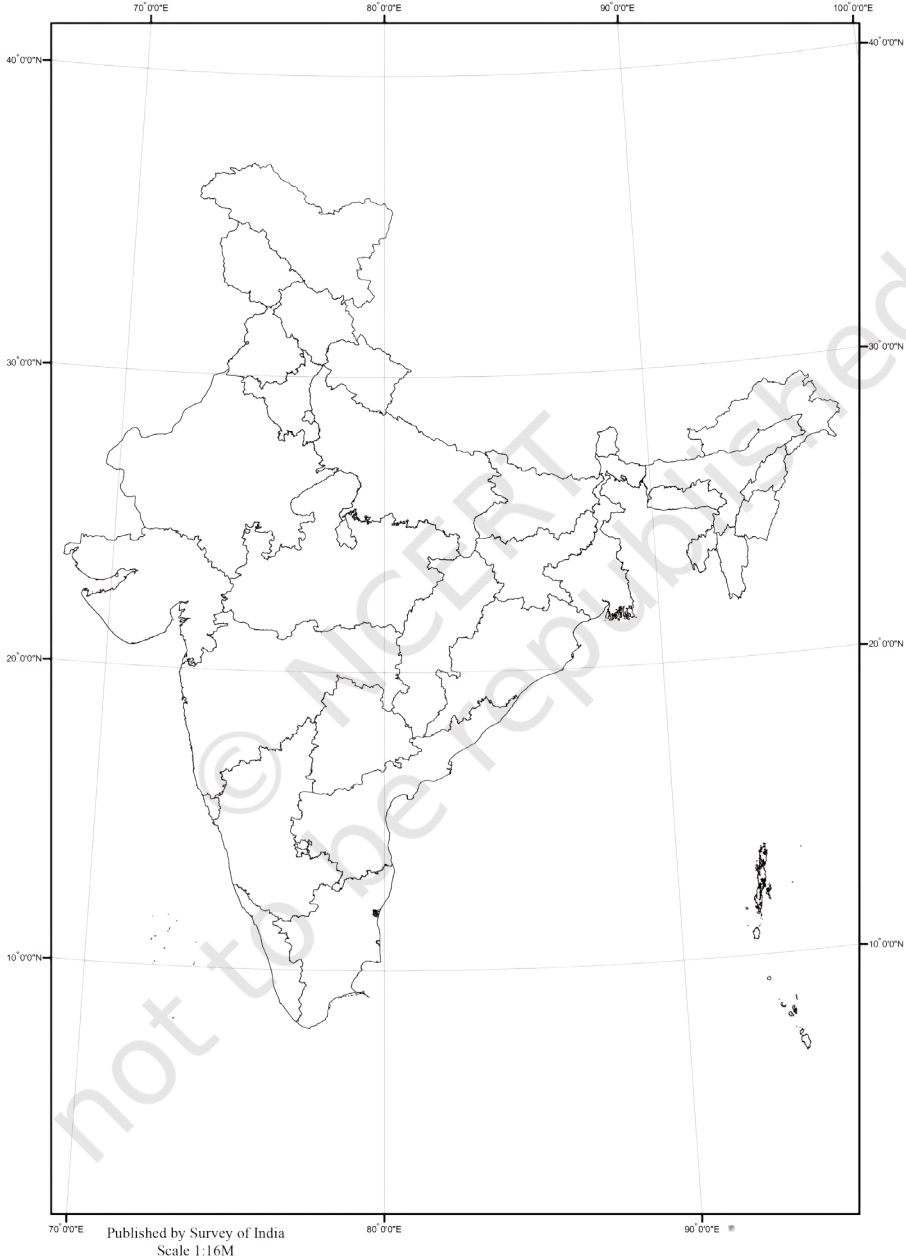 70°0'0"E 80°0'0"E 90°0'0"E 100°0'0"E
40°0'0"N 40°0'0"N
30°0'0"N 30°0'0"N
20°0'0"N 20°0'0"N
10°0'0"N 10°0'0"N
© NCERT
not to be republished
70°0'0"E 80°0'0"E 90°0'0"E
Published by Survey of India
Scale 1:16M